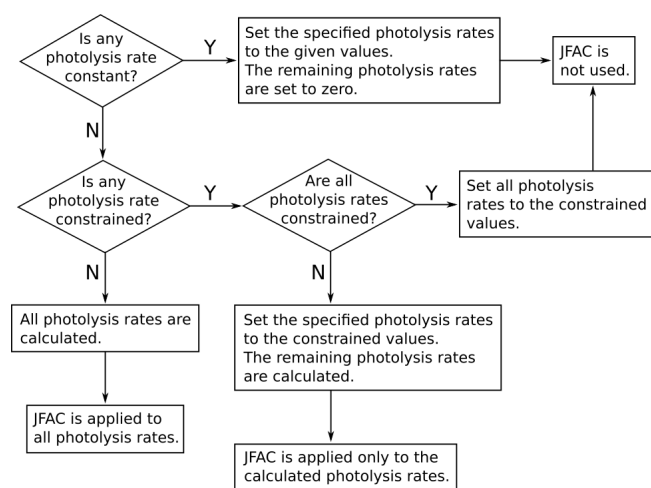 Is any
photolysis rate
constant?
Y
Set the specified photolysis rates
to the given values.
The remaining photolysis rates
are set to zero.
JFAC is
not used.
N
Is any
photolysis rate
constrained?
Y
Are all
photolysis rates
constrained?
Y
Set all photolysis
rates to the constrained
values.
N
N
All photolysis rates are
calculated.
Set the specified photolysis rates
to the constrained values.
The remaining photolysis rates
are calculated.
JFAC is applied to
all photolysis rates.
JFAC is applied only to the
calculated photolysis rates.